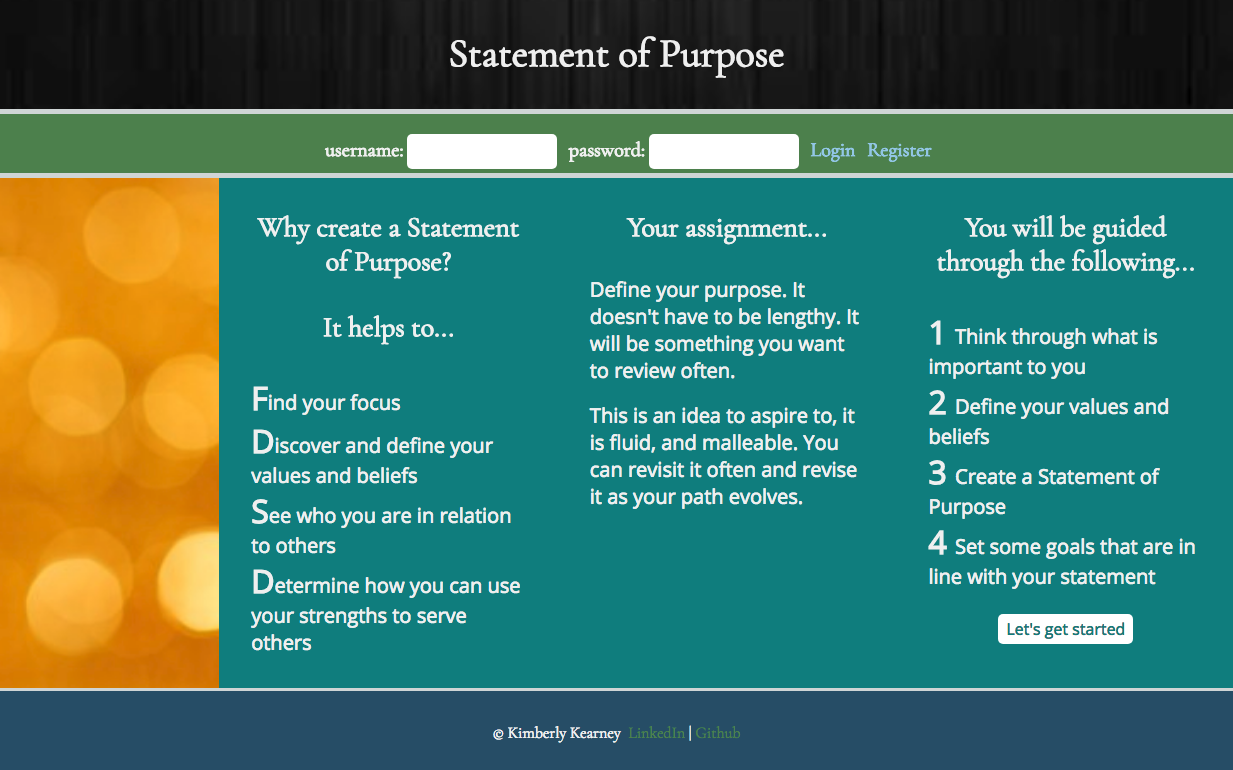 Statement of Purpose
username: password: Login Register
Why create a Statement
of Purpose?
It helps to...
Find your focus
Discover and define your
values and beliefs
See who you are in relation
to others
Determine how you can use
your strengths to serve
others
Your assignment...
Define your purpose. It
doesn't have to be lengthy. It
will be something you want
to review often.
This is an idea to aspire to, it
is fluid, and malleable. You
can revisit it often and revise
it as your path evolves.
You will be guided
through the following...
1 Think through what is
important to you
2 Define your values and
beliefs
3 Create a Statement of
Purpose
4 Set some goals that are in
line with your statement
Let's get started
© Kimberly Kearney LinkedIn | Github